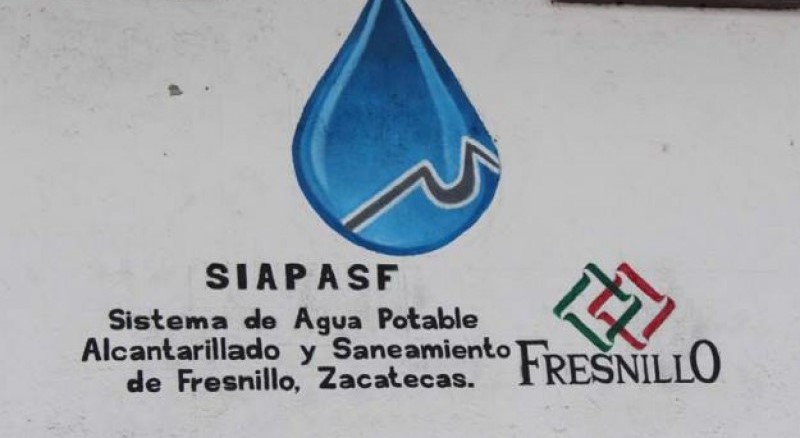 SIAPASF
Sistema de Agua Potable
Alcantarillado y Saneamiento
de Fresnillo, Zacatecas.
FRESNILLO